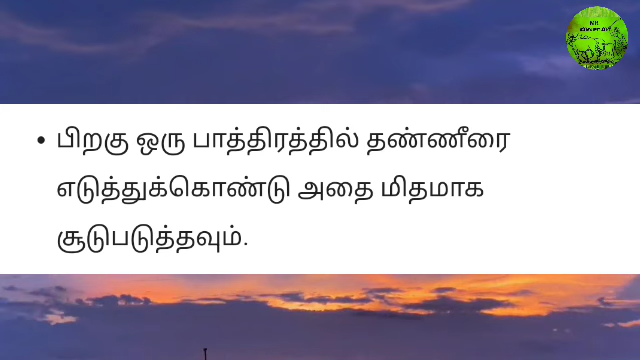 • பிறகு ஒரு பாத்திரத்தில் தண்ணீரை
எடுத்துக்கொண்டு அதை மிதமாக
சூடுபடுத்தவும்.